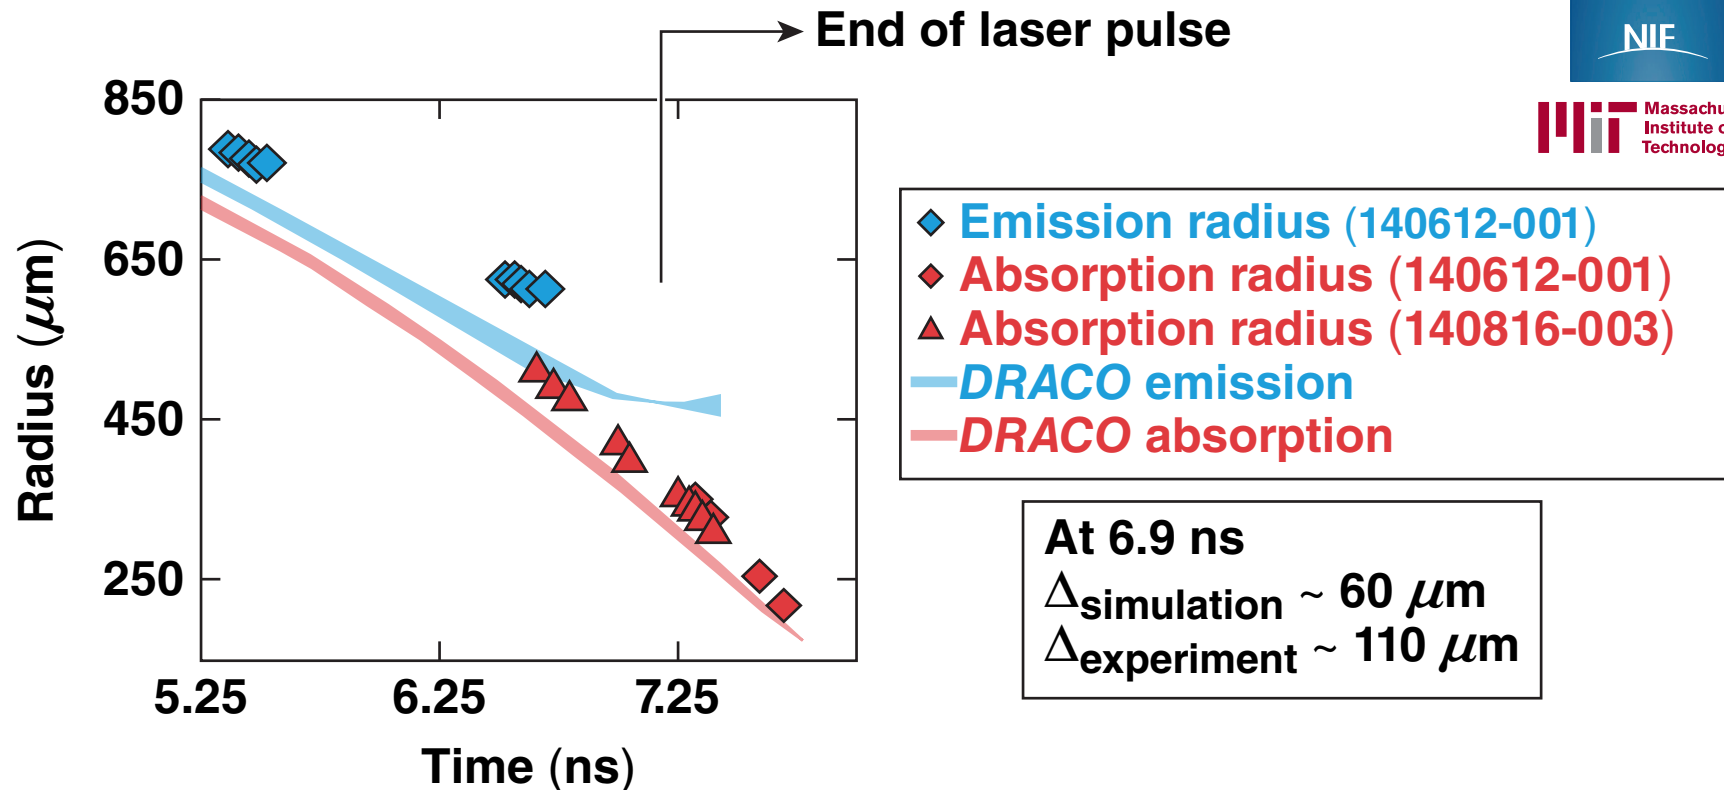 End of laser pulse
NIF
MIT Massachu
Institute o
Technolog
850
650
450
250
Radius (μm)
5.25 6.25 7.25
Time (ns)
Emission radius (140612-001)
Absorption radius (140612-001)
Absorption radius (140816-003)
DRACO emission
DRACO absorption
At 6.9 ns
Δsimulation ~ 60 μm
Δexperiment ~ 110 μm